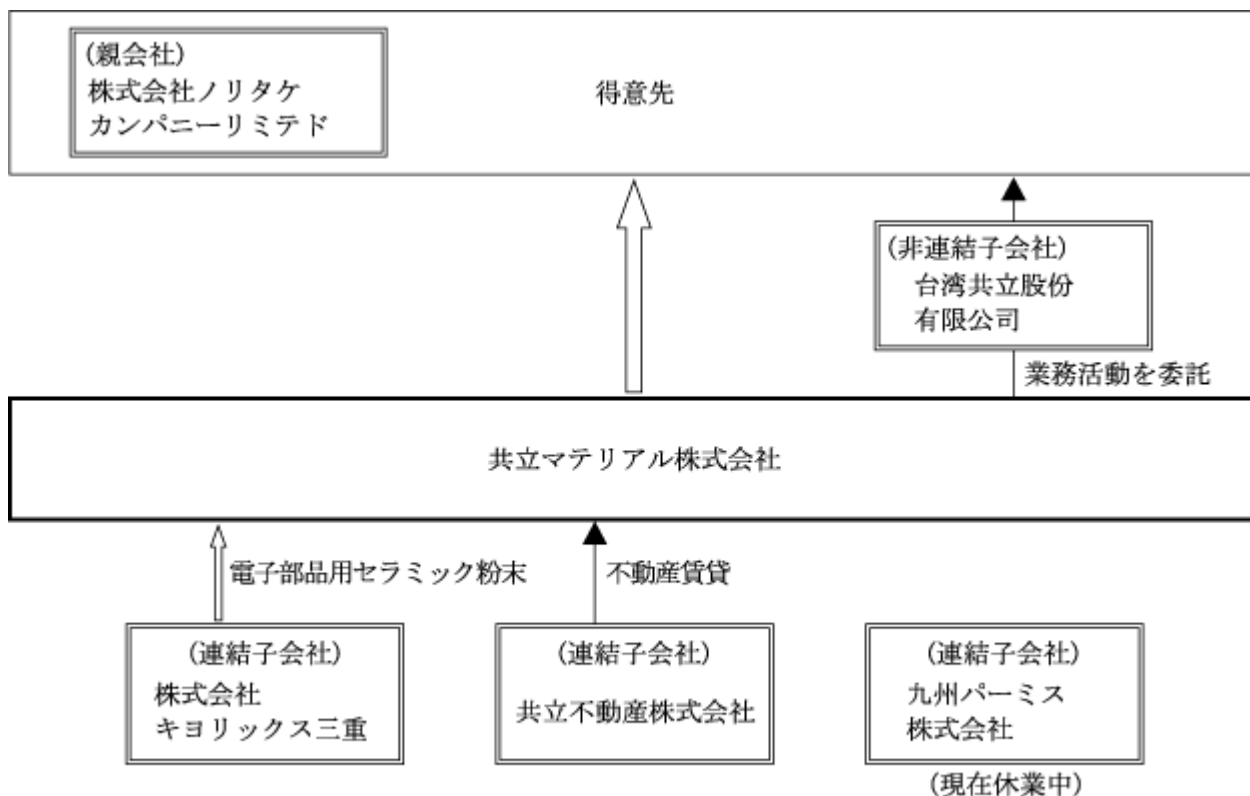 (親会社)
株式会社ノリタケ
カンパニーリミテド
得意先
(非連結子会社)
台湾共立股份
有限公司
業務活動を委託
共立マテリアル株式会社
電子部品用セラミック粉末
不動産賃貸
(連結子会社)
株式会社
キヨリックス三重
(連結子会社)
共立不動産株式会社
(連結子会社)
九州パーミス
株式会社
(現在休業中)